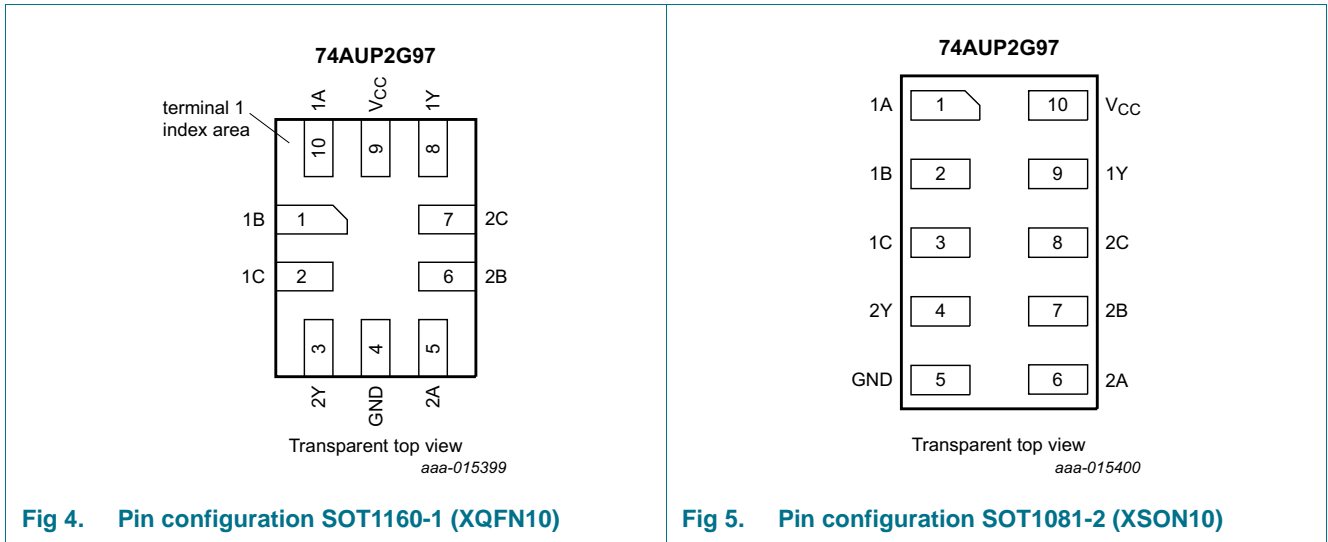 74AUP2G97
terminal 1
index area
1A
VCC
1Y
10
9
8
1B
1
7
2C
1C
2
6
2B
3
4
5
2Y
GND
2A
Transparent top view
aaa-015399
Fig 4. Pin configuration SOT1160-1 (XQFN10)
74AUP2G97
1A
1
10
VCC
1B
2
9
1Y
1C
3
8
2C
2Y
4
7
2B
GND
5
6
2A
Transparent top view
aaa-015400
Fig 5. Pin configuration SOT1081-2 (XSON10)